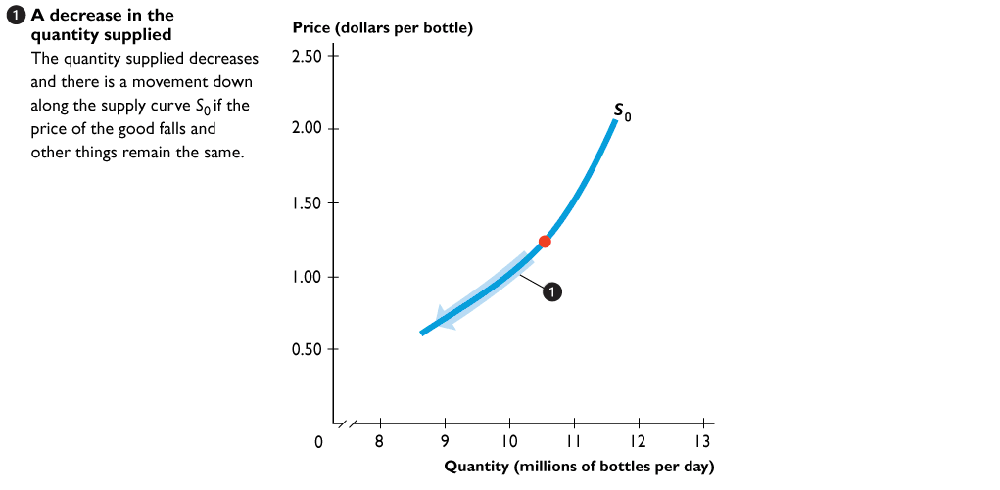 1 A decrease in the
quantity supplied
The quantity supplied decreases
and there is a movement down
along the supply curve S0 if the
price of the good falls and
other things remain the same.
Price (dollars per bottle)
2.50
2.00
1.50
1.00
0.50
S0
1
0 8 9 10 11 12 13
Quantity (millions of bottles per day)